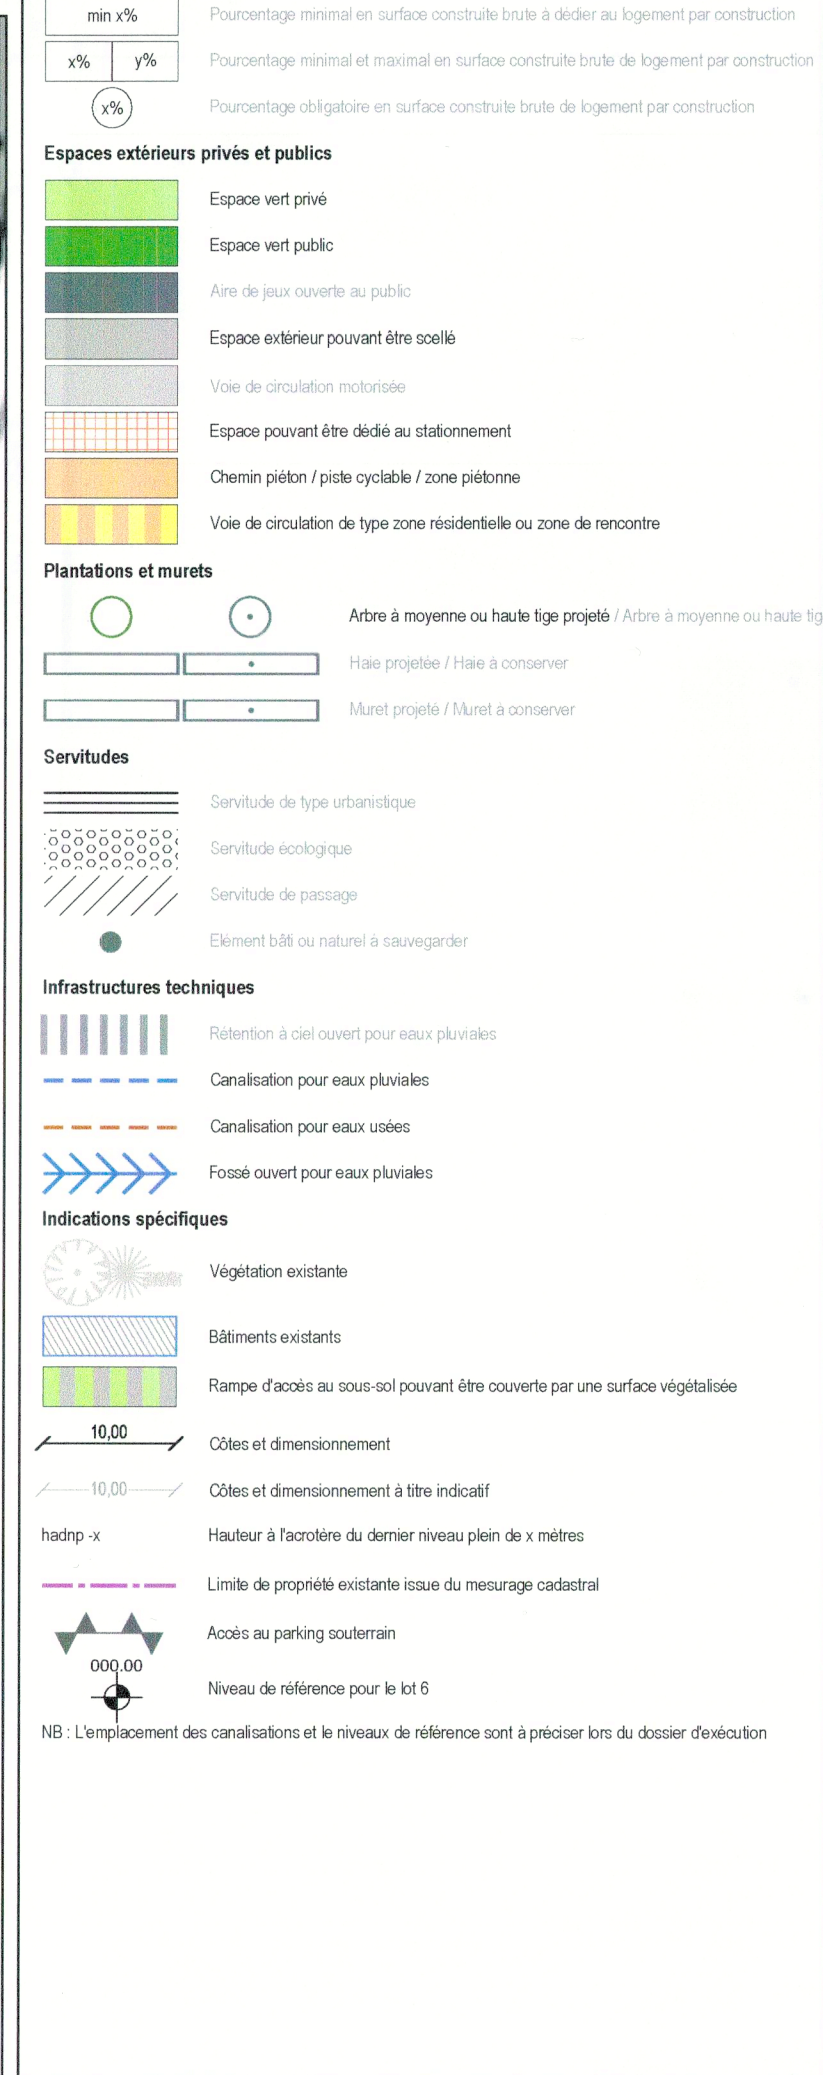 min x% Pourcentage minimal en surface construite brute à dédier au logement par construction
x% y% Pourcentage minimal et maximal en surface construite brute de logement par construction
x% Pourcentage obligatoire en surface construite brute de logement par construction
Espaces extérieurs privés et publics
Espace vert privé
Espace vert public
Aire de jeux ouverte au public
Espace extérieur pouvant être scellé
Voie de circulation motorisée
Espace pouvant être dédié au stationnement
Chemin piéton / piste cyclable / zone piétonne
Voie de circulation de type zone résidentielle ou zone de rencontre
Plantations et murets
Arbre à moyenne ou haute tige projeté / Arbre à moyenne ou haute tig
Haie projetée / Haie à conserver
Muret projeté / Muret à conserver
Servitudes
Servitude de type urbanistique
Servitude écologique
Servitude de passage
Elément bâti ou naturel à sauvegarder
Infrastructures techniques
Rétention à ciel ouvert pour eaux pluviales
Canalisation pour eaux pluviales
Canalisation pour eaux usées
Fossé ouvert pour eaux pluviales
Indications spécifiques
Végétation existante
Bâtiments existants
Rampe d'accès au sous-sol pouvant être couverte par une surface végétalisée
10,00 Côtes et dimensionnement
10,00 Côtes et dimensionnement à titre indicatif
hadnp -x Hauteur à l'acrotère du dernier niveau plein de x mètres
Limite de propriété existante issue du mesurage cadastral
Accès au parking souterrain
000.00
Niveau de référence pour le lot 6
NB : L'emplacement des canalisations et le niveaux de référence sont à préciser lors du dossier d'exécution